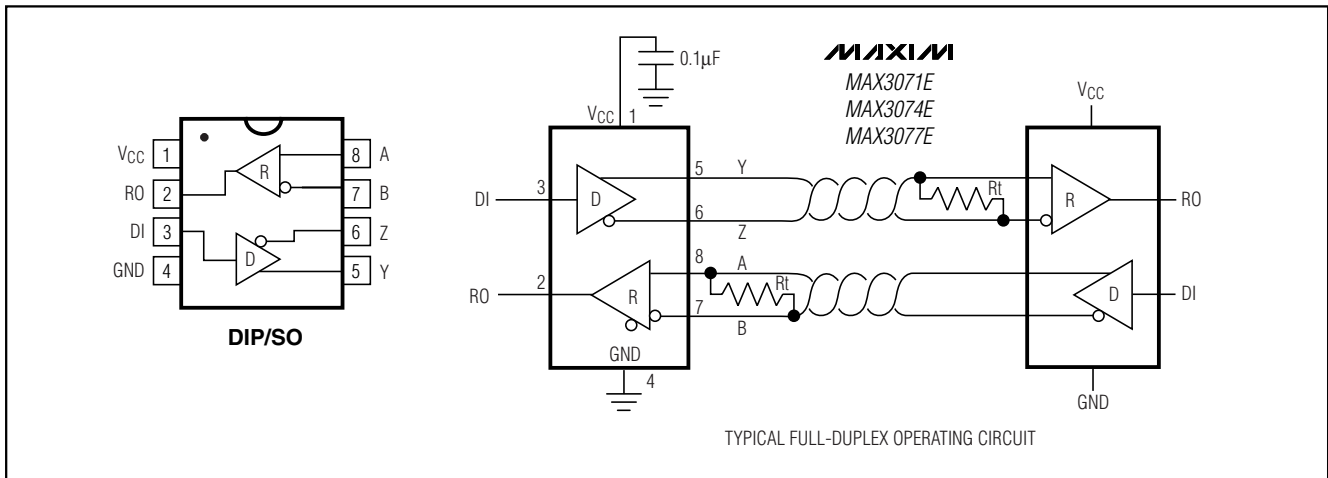 VCC 1 8 A
RO 2 R 7 B
DI 3 6 Z
GND 4 D 5 Y
DIP/SO
0.1μF
MAXIM
MAX3071E
MAX3074E
MAX3077E
VCC 1
VCC
DI 3 D 5 Y Rt R RO
6 Z
RO 2 R 8 A Rt D DI
7 B
GND
4
GND
TYPICAL FULL-DUPLEX OPERATING CIRCUIT